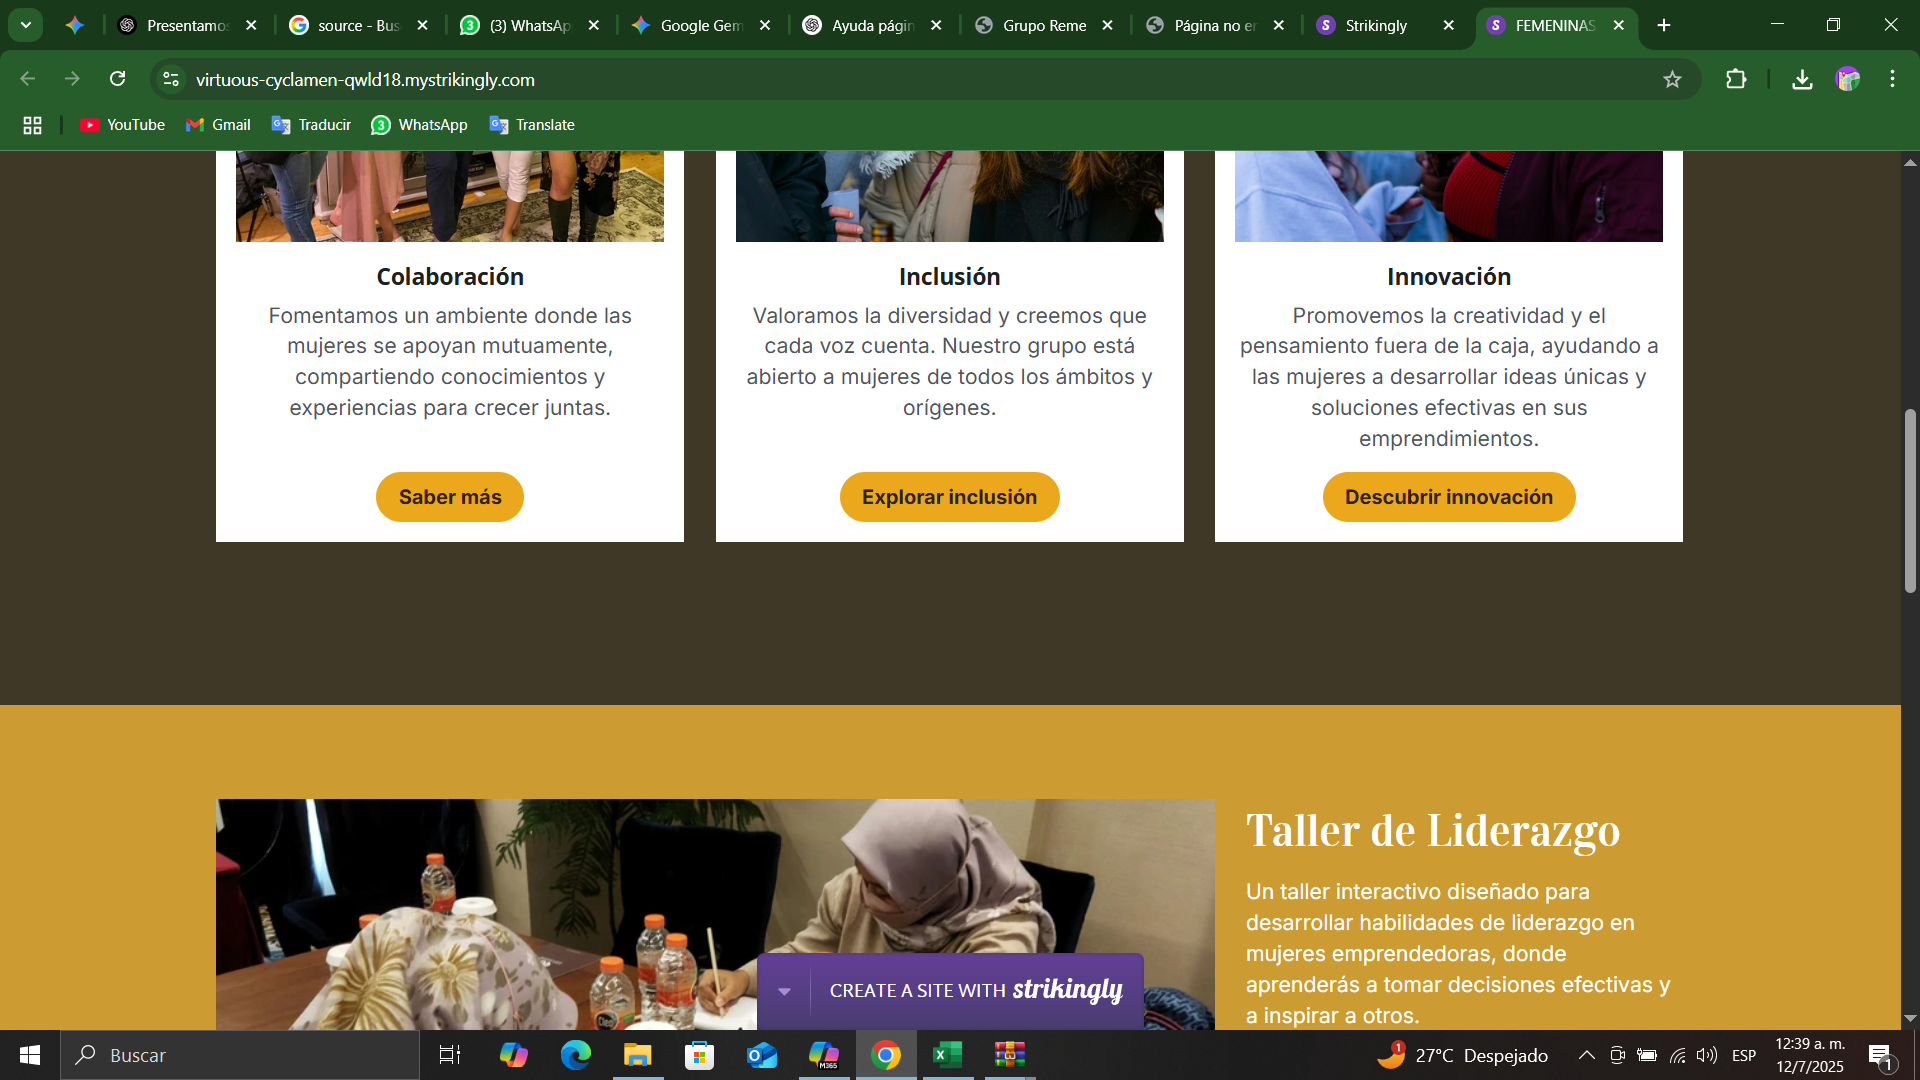 Presentamos
source - Bus
(3) WhatsAp
Google Gem
Ayuda págin
Grupo Reme
Página no en
Strikingly
FEMENINAS
virtuous-cyclamen-qwld18.mystrikingly.com
YouTube
Gmail
Traducir
3
WhatsApp
Translate
Colaboración
Fomentamos un ambiente donde las
mujeres se apoyan mutuamente,
compartiendo conocimientos y
experiencias para crecer juntas.
Saber más
Inclusión
Valoramos la diversidad y creemos que
cada voz cuenta. Nuestro grupo está
abierto a mujeres de todos los ámbitos y
orígenes.
Explorar inclusión
Innovación
Promovemos la creatividad y el
pensamiento fuera de la caja, ayudando a
las mujeres a desarrollar ideas únicas y
soluciones efectivas en sus
emprendimientos.
Descubrir innovación
Taller de Liderazgo
Un taller interactivo diseñado para
desarrollar habilidades de liderazgo en
mujeres emprendedoras, donde
aprenderás a tomar decisiones efectivas y
a inspirar a otros.
CREATE A SITE WITH strikingly
Buscar
M365
1
27°C Despejado
ESP
12:39 a. m.
12/7/2025
1